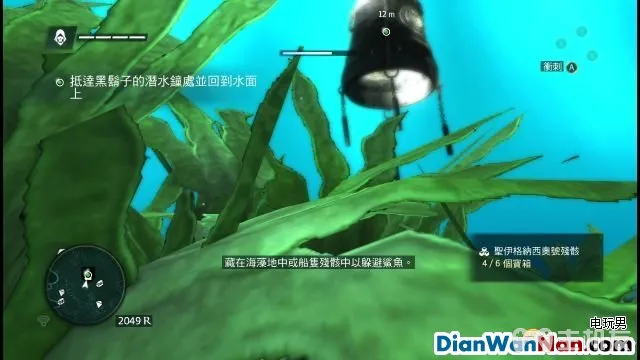 12 m
抵達黑鬍子的潛水鐘處並回到水面
上
衝刺 A
聖伊格納西奧號殘骸
4 / 6 個寶箱
藏在海藻地中或船隻殘骸中以躲避鯊魚。
2049 R
电玩男
DianWanNan.com